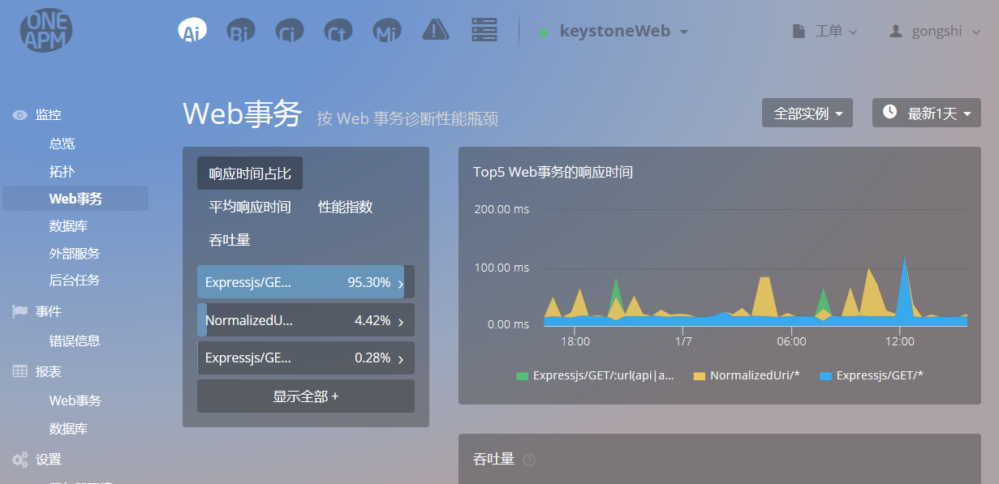 ONE
APM
Ai
Bi
Ci
Ct
Mi
keystoneWeb
工单
gongshi
监控
总览
拓扑
Web事务
数据库
外部服务
后台任务
事件
错误信息
报表
Web事务
数据库
设置
Web事务 按 Web 事务诊断性能瓶颈
全部实例
最新1天
响应时间占比
平均响应时间 性能指数
吞吐量
Expressjs/GE... 95.30%
NormalizedU... 4.42%
Expressjs/GE... 0.28%
显示全部 +
Top5 Web事务的响应时间
200.00 ms
100.00 ms
0.00 ms
18:00 1/7 06:00 12:00
Expressjs/GET/:url(api|a... NormalizedUri/* Expressjs/GET/*
吞吐量 ?